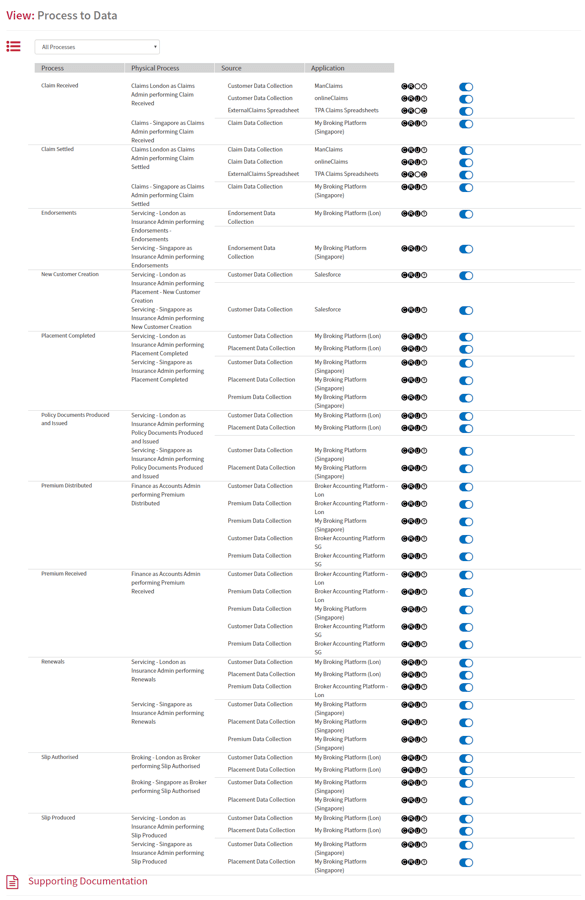 View: Process to Data
All Processes
Process Physical Process Source Application
Claim Received Claims London as Claims Customer Data Collection ManClaims
Admin performing Claim Customer Data Collection onlineClaims
Received ExternalClaims Spreadsheet TPA Claims Spreadsheets
Claims - Singapore as Claims Claim Data Collection My Broking Platform
Admin performing Claim (Singapore)
Received
Claim Settled Claims London as Claims Claim Data Collection ManClaims
Admin performing Claim Claim Data Collection onlineClaims
Settled ExternalClaims Spreadsheet TPA Claims Spreadsheets
Claims - Singapore as Claims Claim Data Collection My Broking Platform
Admin performing Claim (Singapore)
Settled
Endorsements Servicing - London as Endorsement Data My Broking Platform (Lon)
Insurance Admin performing Collection
Endorsements -
Endorsements
Servicing - Singapore as Endorsement Data My Broking Platform
Insurance Admin performing Collection (Singapore)
Endorsements
New Customer Creation Servicing - London as Customer Data Collection Salesforce
Insurance Admin performing
Placement - New Customer
Creation
Servicing - Singapore as Customer Data Collection Salesforce
Insurance Admin performing
New Customer Creation
Placement Completed Servicing - London as Customer Data Collection My Broking Platform (Lon)
Insurance Admin performing Placement Data Collection My Broking Platform (Lon)
Placement Completed
Servicing - Singapore as Customer Data Collection My Broking Platform
Insurance Admin performing (Singapore)
Placement Completed Placement Data Collection My Broking Platform
(Singapore)
Premium Data Collection My Broking Platform
(Singapore)
Policy Documents Produced Servicing - London as Customer Data Collection My Broking Platform (Lon)
and Issued Insurance Admin performing Placement Data Collection My Broking Platform (Lon)
Policy Documents Produced
and Issued
Servicing - Singapore as Customer Data Collection My Broking Platform
Insurance Admin performing (Singapore)
Policy Documents Produced Placement Data Collection My Broking Platform
and Issued (Singapore)
Premium Distributed Finance as Accounts Admin Customer Data Collection Broker Accounting Platform -
performing Premium Lon
Distributed Premium Data Collection Broker Accounting Platform -
Lon
Premium Data Collection My Broking Platform
(Singapore)
Customer Data Collection Broker Accounting Platform
SG
Premium Data Collection Broker Accounting Platform
SG
Premium Received Finance as Accounts Admin Customer Data Collection Broker Accounting Platform -
performing Premium Lon
Received Premium Data Collection Broker Accounting Platform -
Lon
Premium Data Collection My Broking Platform
(Singapore)
Customer Data Collection Broker Accounting Platform
SG
Premium Data Collection Broker Accounting Platform
SG
Renewals Servicing - London as Customer Data Collection My Broking Platform (Lon)
Insurance Admin performing Placement Data Collection My Broking Platform (Lon)
Renewals Premium Data Collection Broker Accounting Platform -
Lon
Servicing - Singapore as Customer Data Collection My Broking Platform
Insurance Admin performing (Singapore)
Renewals Placement Data Collection My Broking Platform
(Singapore)
Premium Data Collection My Broking Platform
(Singapore)
Slip Authorised Broking - London as Broker Customer Data Collection My Broking Platform (Lon)
performing Slip Authorised Placement Data Collection My Broking Platform (Lon)
Broking - Singapore as Broker Customer Data Collection My Broking Platform
performing Slip Authorised (Singapore)
Placement Data Collection My Broking Platform
(Singapore)
Slip Produced Servicing - London as Customer Data Collection My Broking Platform (Lon)
Insurance Admin performing Placement Data Collection My Broking Platform (Lon)
Slip Produced
Servicing - Singapore as Customer Data Collection My Broking Platform
Insurance Admin performing (Singapore)
Slip Produced Placement Data Collection My Broking Platform
(Singapore)
Supporting Documentation